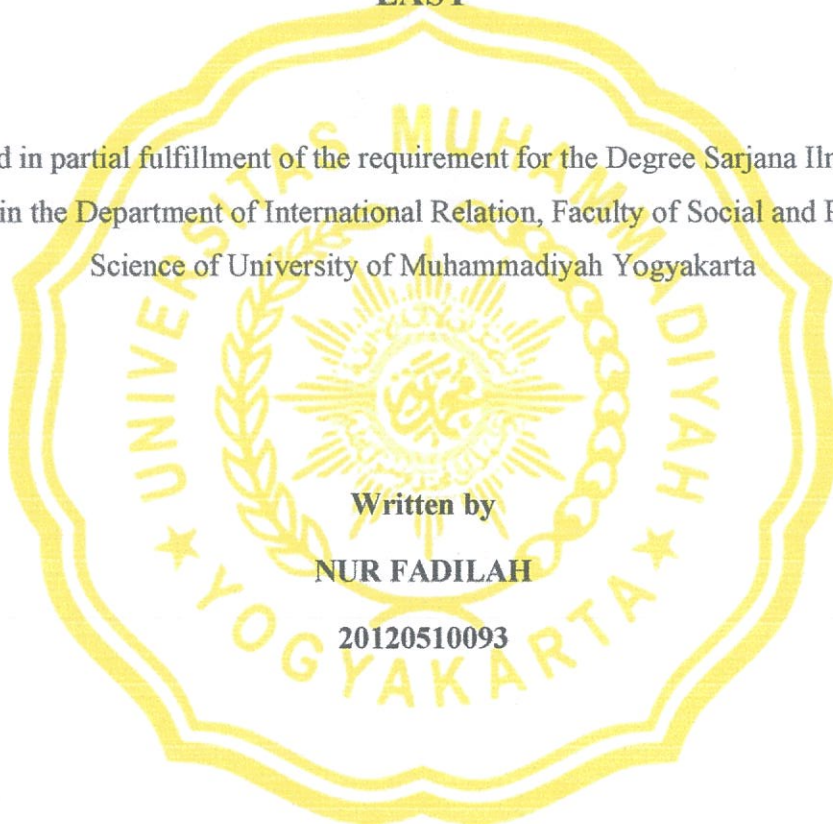 EAST
d in partial fulfillment of the requirement for the Degree Sarjana
in the Department of International Relation, Faculty of Social and
Science of University of Muhammadiyah Yogyakarta
UNIVERSITAS MUHAMMADIYAH
★ YOGYAKARTA ★
Written by
NUR FADILAH
20120510093